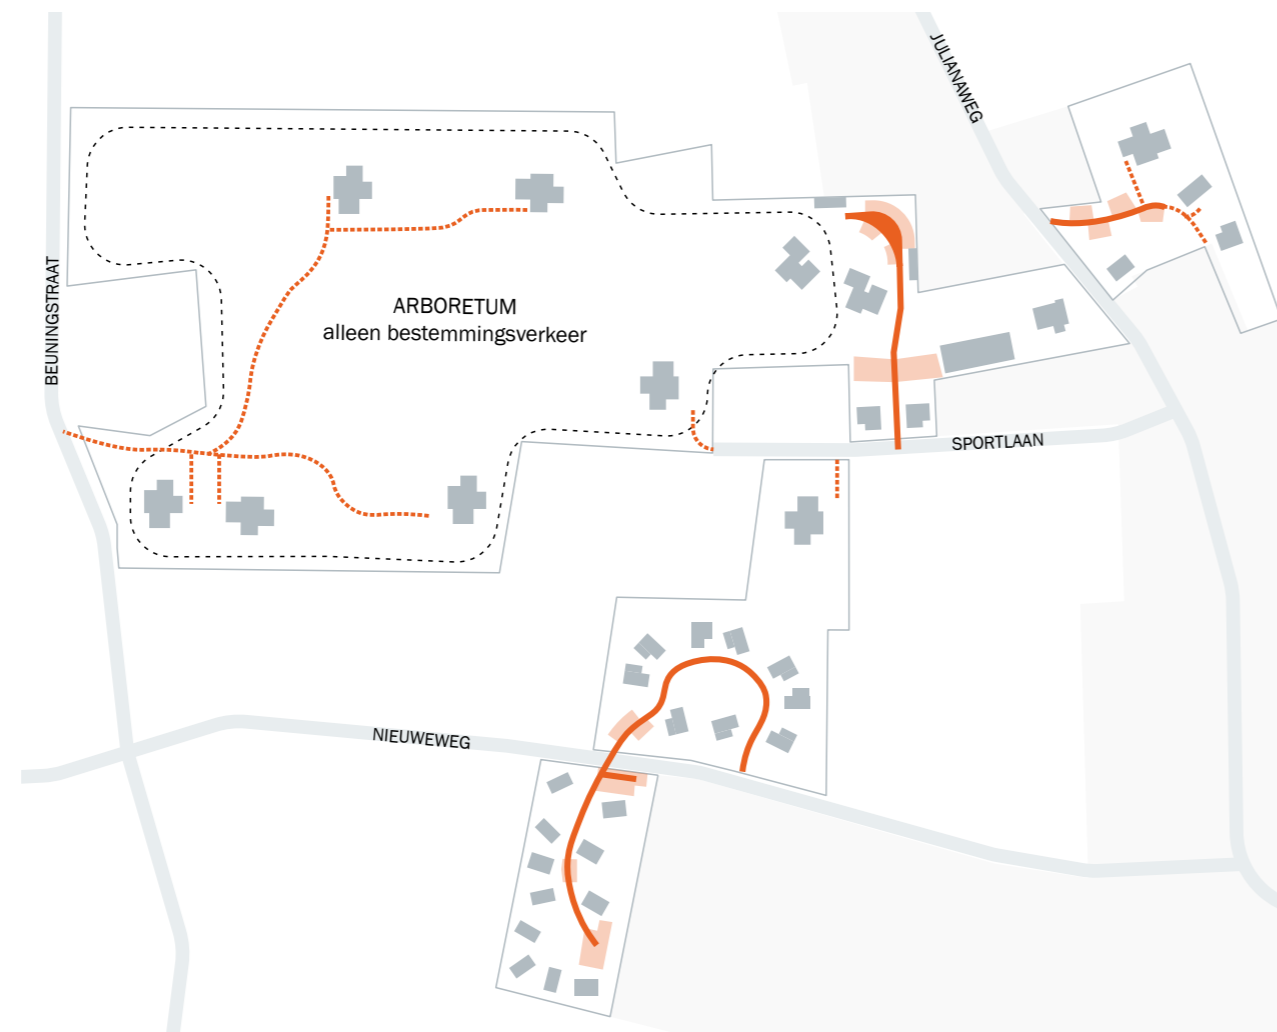 JULIANAWEG
BEUNINGSTRAAT
ARBORETUM
alleen bestemmingsverkeer
SPORTLAAN
NIEUWEWEG